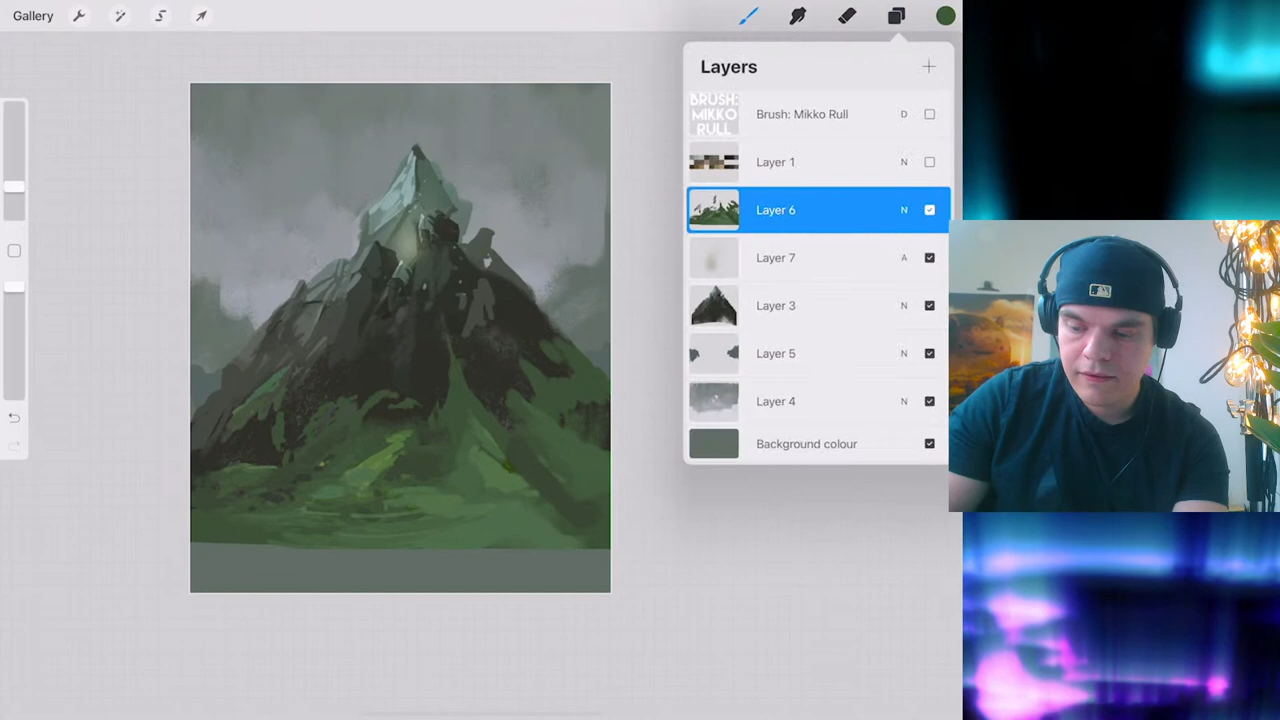 Gallery
Layers
BRUSH:
MIKKO
RULL
Brush: Mikko Rull D
Layer 1 N
Layer 6 N
Layer 7 A
Layer 3 N
Layer 5 N
Layer 4 N
Background colour